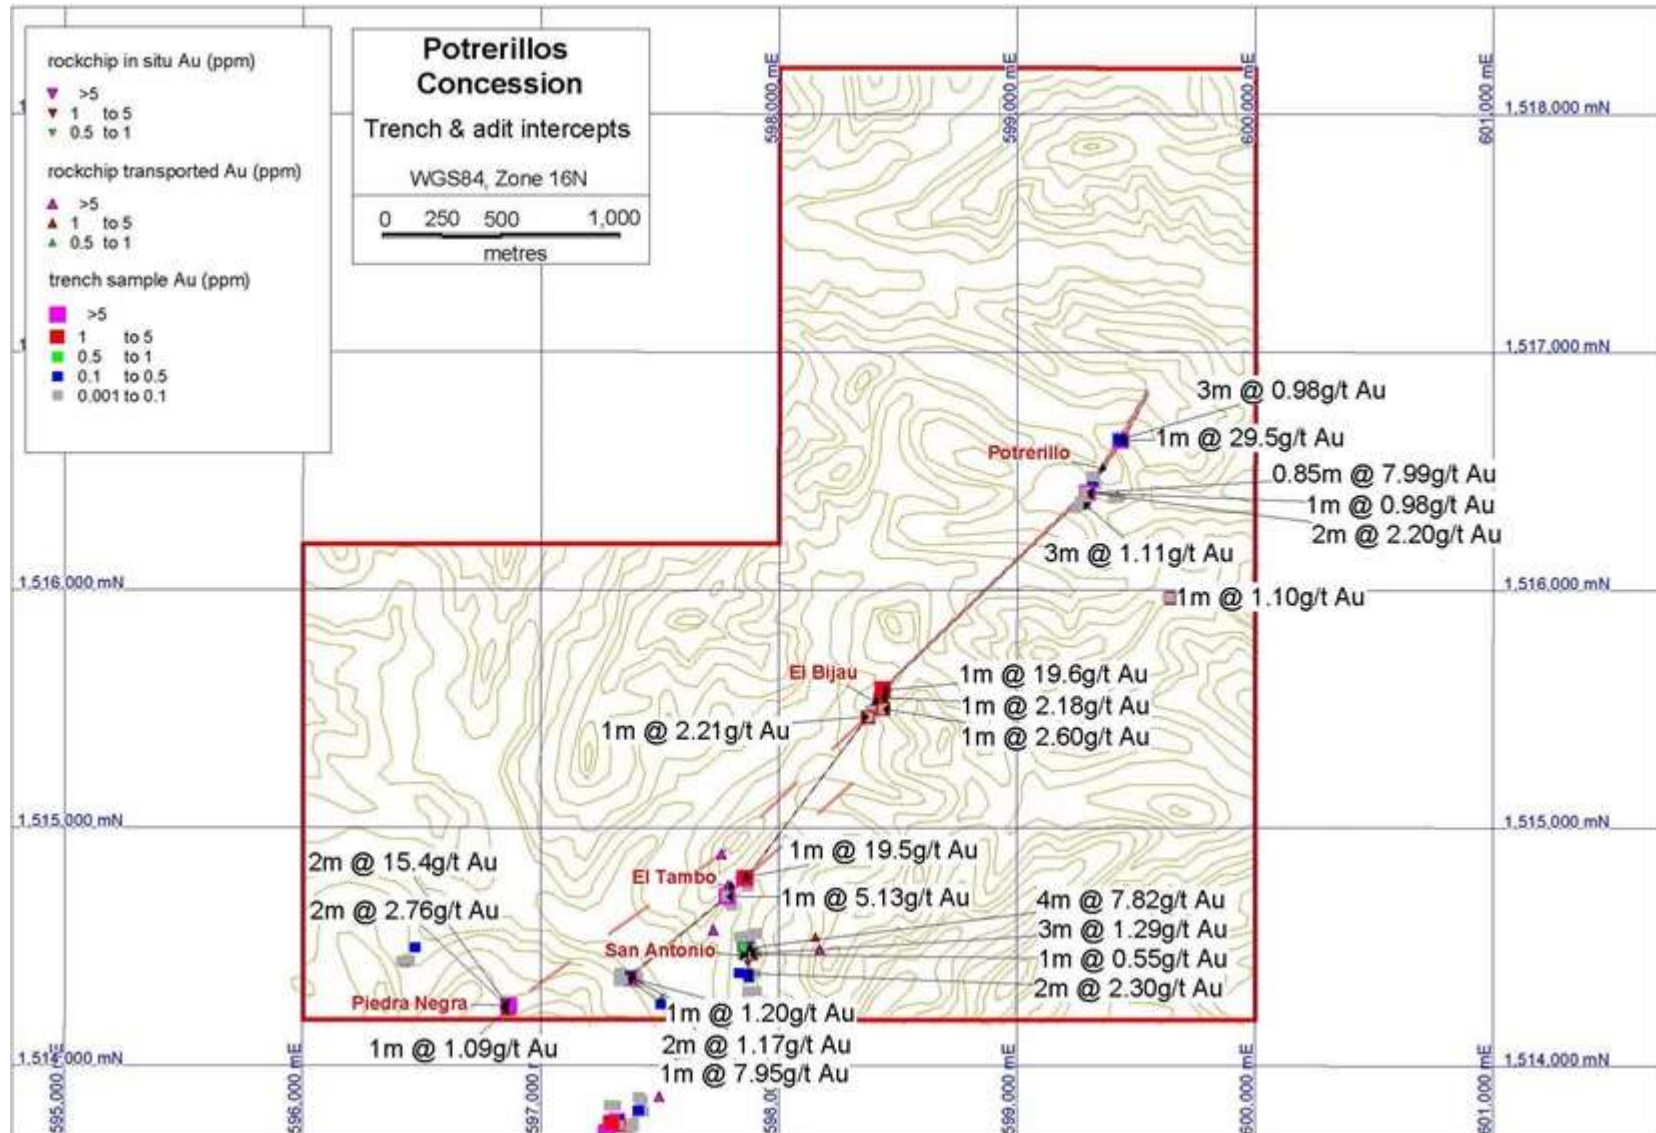 rockchip in situ Au (ppm)
>5
1 to 5
0.5 to 1
rockchip transported Au (ppm)
>5
1 to 5
0.5 to 1
trench sample Au (ppm)
>5
1 to 5
0.5 to 1
0.1 to 0.5
0.001 to 0.1
Potrerillos
Concession
Trench & adit intercepts
WGS84, Zone 16N
0 250 500 1,000
metres
598,000 mE
599,000 mE
600,000 mE
601,000 mE
1,518,000 mN
1,517,000 mN
3m @ 0.98g/t Au
1m @ 29.5g/t Au
Potrerillo
0.85m @ 7.99g/t Au
1m @ 0.98g/t Au
2m @ 2.20g/t Au
3m @ 1.11g/t Au
1,516,000 mN
1,516,000 mN
1m @ 1.10g/t Au
El Bijau
1m @ 19.6g/t Au
1m @ 2.18g/t Au
1m @ 2.60g/t Au
1m @ 2.21g/t Au
1,515,000 mN
1,515,000 mN
1m @ 19.5g/t Au
2m @ 15.4g/t Au
El Tambo
1m @ 5.13g/t Au
2m @ 2.76g/t Au
4m @ 7.82g/t Au
3m @ 1.29g/t Au
San Antonio
1m @ 0.55g/t Au
2m @ 2.30g/t Au
Piedra Negra
1m @ 1.20g/t Au
1m @ 1.09g/t Au
2m @ 1.17g/t Au
1m @ 7.95g/t Au
1,514,000 mN
1,514,000 mN
595,000 mE
596,000 mE
597,000 m
598,0
599,000 mE
600,000 mE
601,000 mE